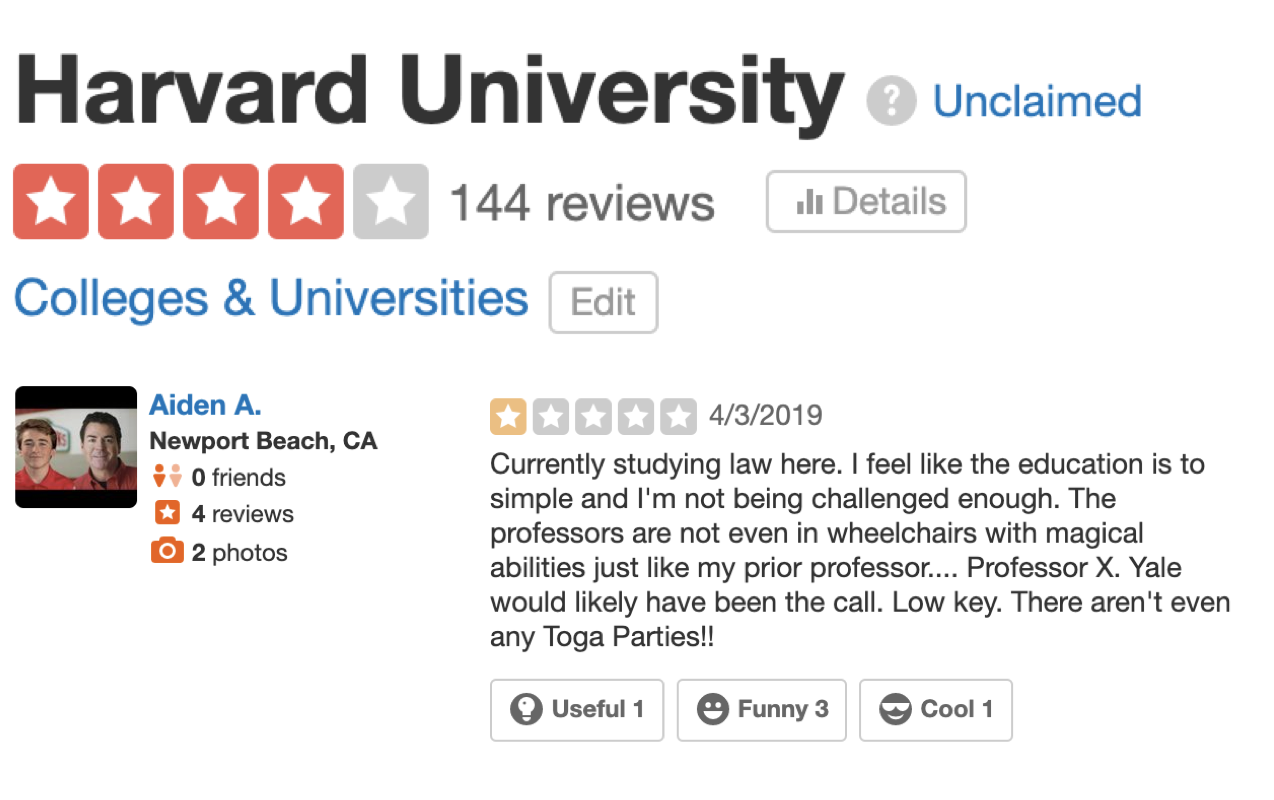 Harvard University ? Unclaimed
144 reviews Details
Colleges & Universities Edit
Aiden A.
Newport Beach, CA
0 friends
4 reviews
2 photos
4/3/2019
Currently studying law here. I feel like the education is to
simple and I'm not being challenged enough. The
professors are not even in wheelchairs with magical
abilities just like my prior professor.... Professor X. Yale
would likely have been the call. Low key. There aren't even
any Toga Parties!!
Useful 1 Funny 3 Cool 1